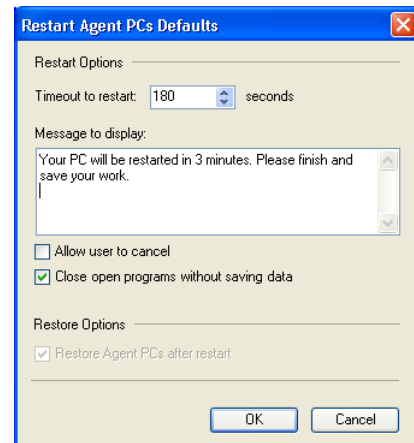 Restart Agent PCs Defaults
Restart Options
Timeout to restart: 180 seconds
Message to display:
Your PC will be restarted in 3 minutes. Please finish and
save your work.
Allow user to cancel
Close open programs without saving data
Restore Options
Restore Agent PCs after restart
OK Cancel